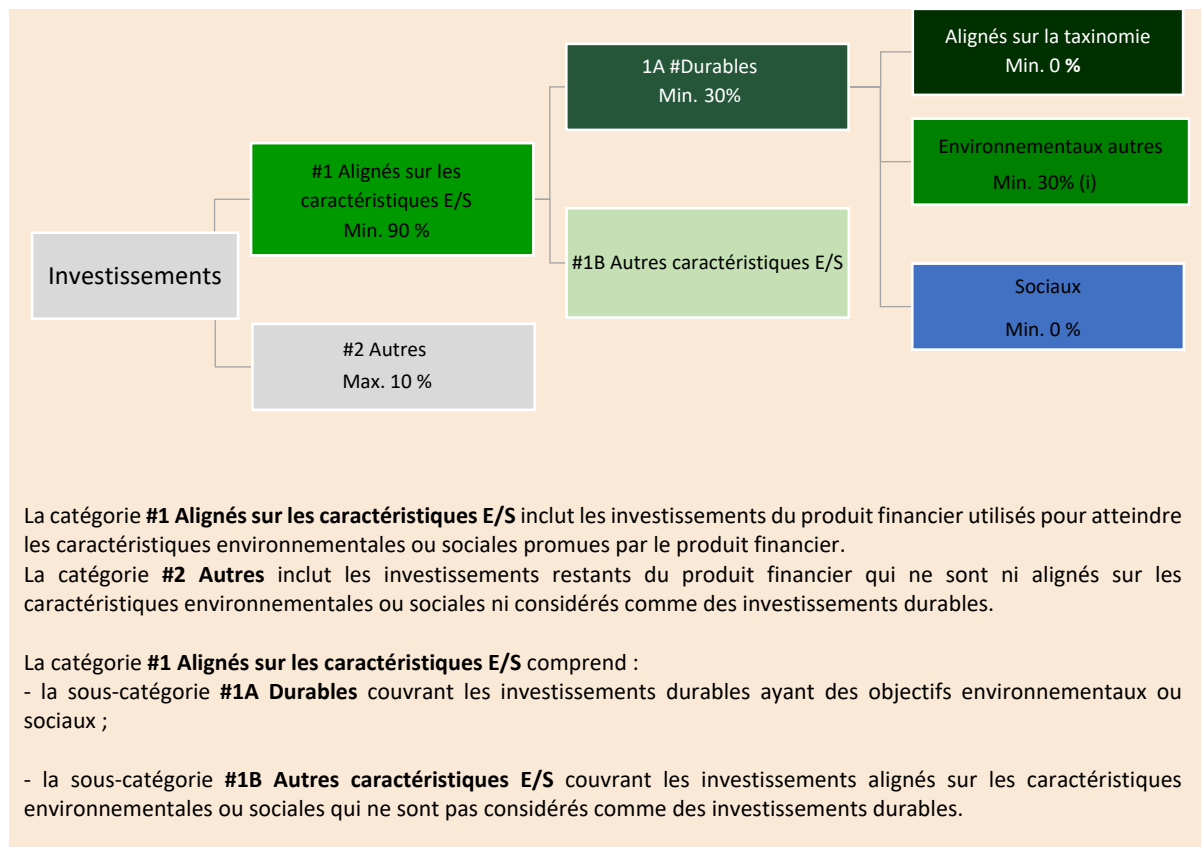 Alignés sur la taxinomie
Min. 0 %
1A #Durables
Min. 30%
Environnementaux autres
Min. 30% (i)
#1 Alignés sur les
caractéristiques E/S
Min. 90 %
#1B Autres caractéristiques E/S
Investissements
Sociaux
Min. 0 %
#2 Autres
Max. 10 %
La catégorie #1 Alignés sur les caractéristiques E/S inclut les investissements du produit financier utilisés pour atteindre
les caractéristiques environnementales ou sociales promues par le produit financier.
La catégorie #2 Autres inclut les investissements restants du produit financier qui ne sont ni alignés sur les
caractéristiques environnementales ou sociales ni considérés comme des investissements durables.
La catégorie #1 Alignés sur les caractéristiques E/S comprend :
- la sous-catégorie #1A Durables couvrant les investissements durables ayant des objectifs environnementaux ou
sociaux ;
- la sous-catégorie #1B Autres caractéristiques E/S couvrant les investissements alignés sur les caractéristiques
environnementales ou sociales qui ne sont pas considérés comme des investissements durables.